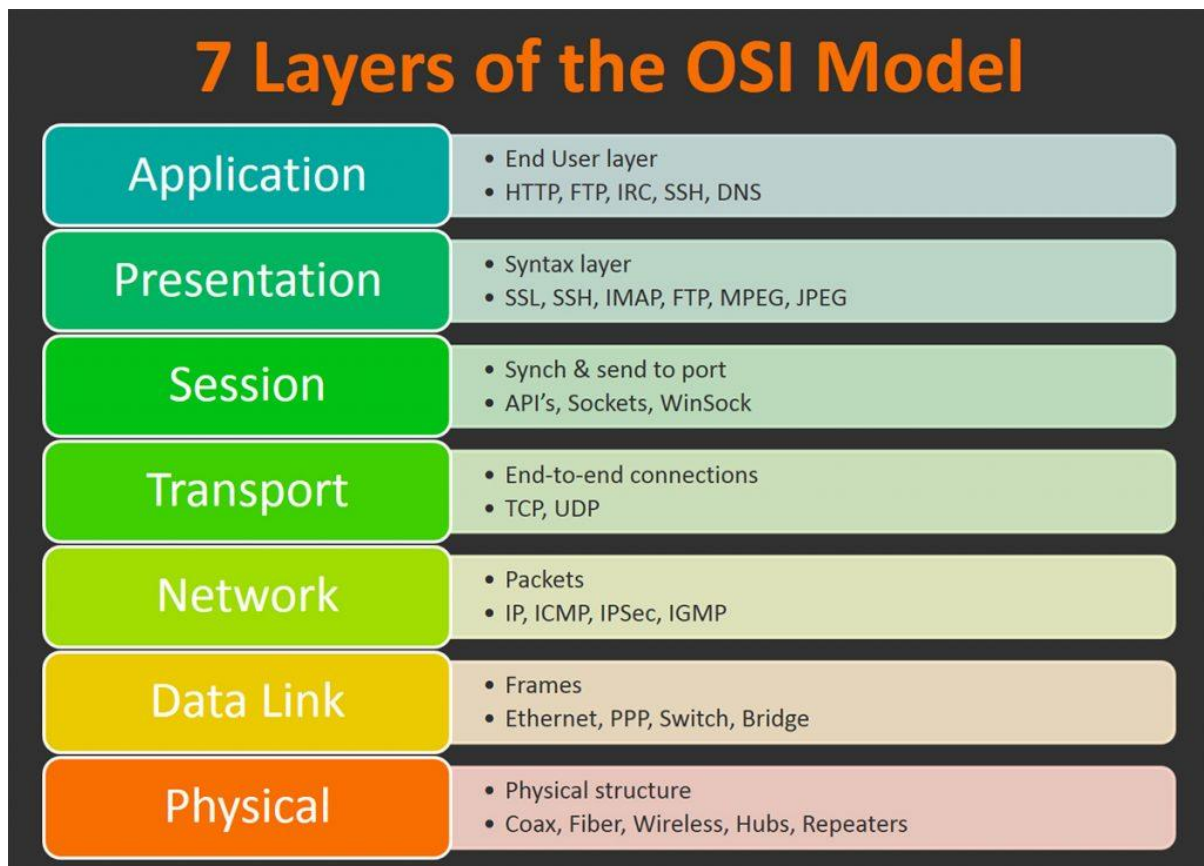 7 Layers of the OSI Model
Application
• End User layer
• HTTP, FTP, IRC, SSH, DNS
Presentation
• Syntax layer
• SSL, SSH, IMAP, FTP, MPEG, JPEG
Session
• Synch & send to port
• API's, Sockets, WinSock
Transport
• End-to-end connections
• TCP, UDP
Network
• Packets
• IP, ICMP, IPSec, IGMP
Data Link
• Frames
• Ethernet, PPP, Switch, Bridge
Physical
• Physical structure
• Coax, Fiber, Wireless, Hubs, Repeaters